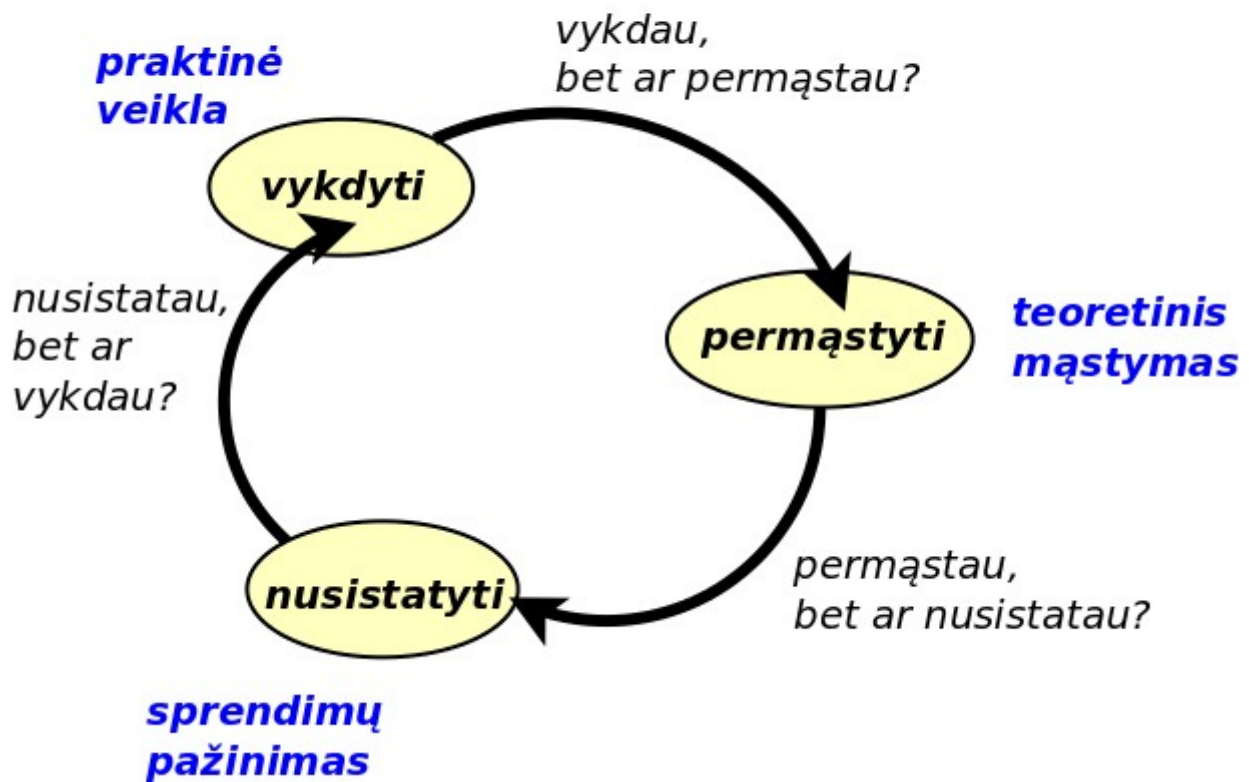 vykdau,
bet ar permąstau?
praktinė
veikla
vykdyti
nusistatau,
bet ar
vykdau?
permąstyti
teoretinis
mąstymas
nusistatyti
permąstau,
bet ar nusistatau?
sprendimų
pažinimas